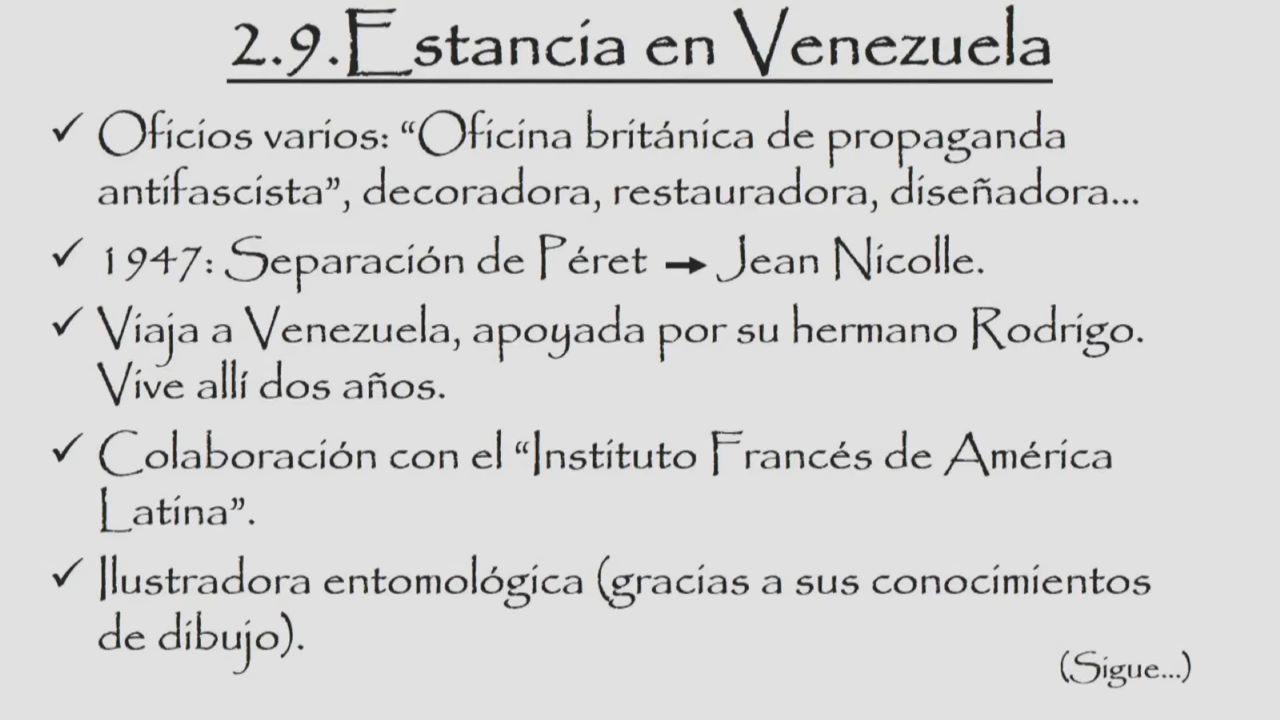 2.9.Estancia en Venezuela
✓ Oficios varios: “Oficina británica de propaganda
antifascista”, decoradora, restauradora, diseñadora...
✓ 1947: Separación de Péret → Jean Nicolle.
✓ Viaja a Venezuela, apoyada por su hermano Rodrigo.
Vive allí dos años.
✓ Colaboración con el “Instituto Francés de América
Latina”.
✓ Ilustradora entomológica (gracias a sus conocimientos
de dibujo).
(Sigue...)